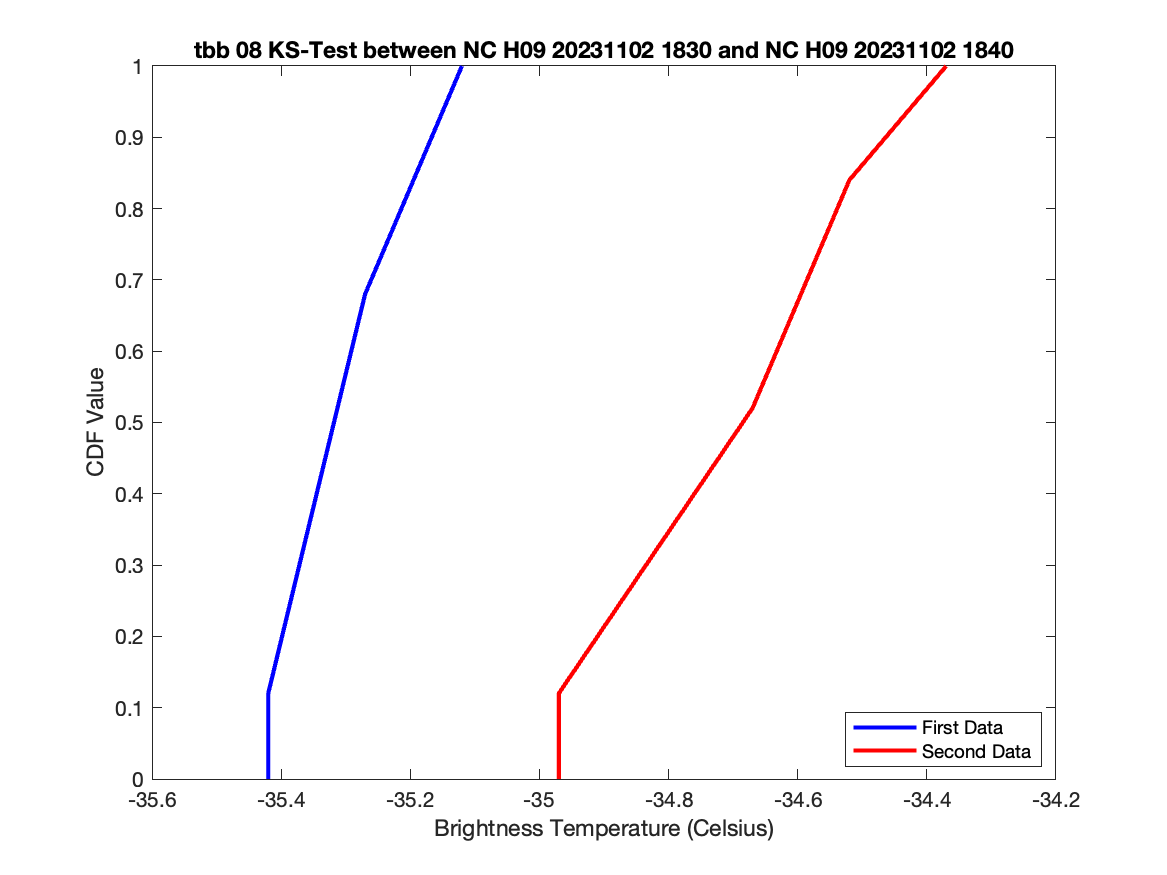 tbb 08 KS-Test between NC H09 20231102 1830 and NC H09 20231102 1840
1
0.9
0.8
0.7
0.6
0.5
0.4
0.3
0.2
0.1
0
CDF Value
First Data
Second Data
-35.6 -35.4 -35.2 -35 -34.8 -34.6 -34.4 -34.2
Brightness Temperature (Celsius)